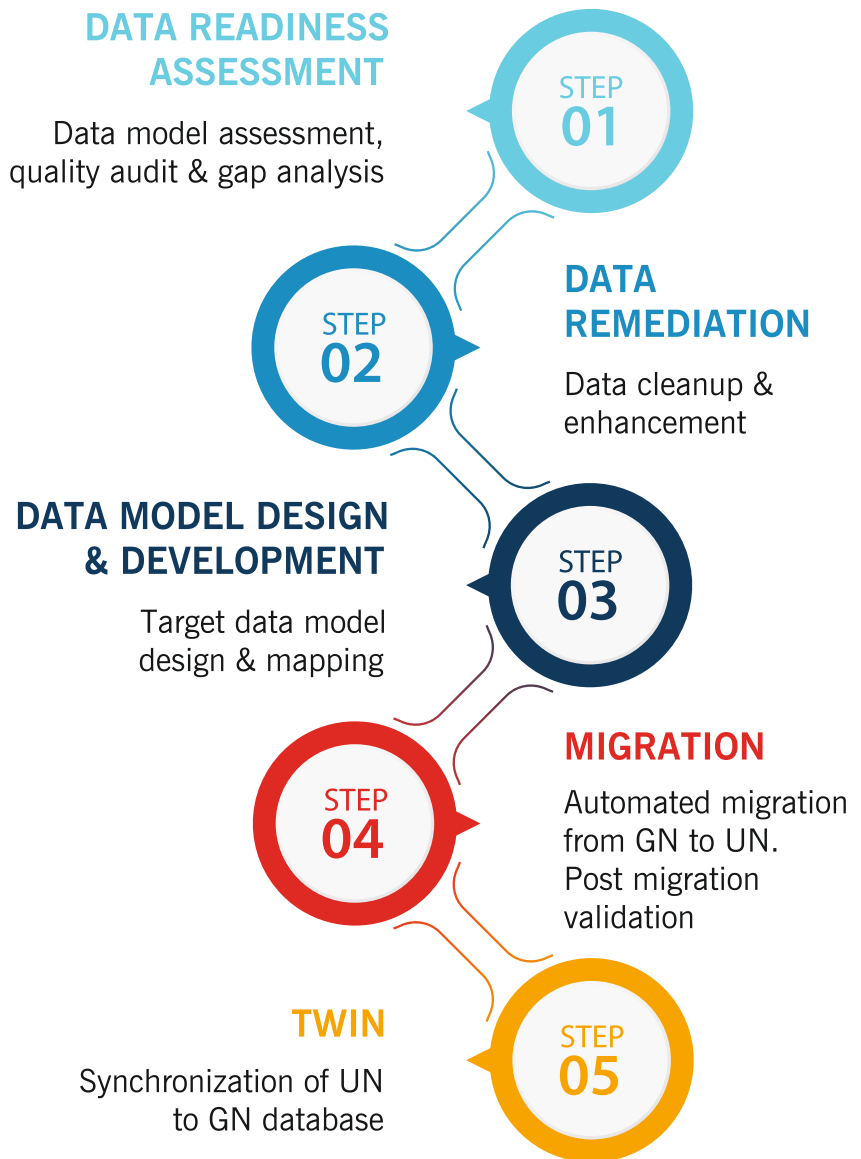 DATA READINESS
ASSESSMENT
Data model assessment,
quality audit & gap analysis
STEP
01
STEP
02
DATA
REMEDIATION
Data cleanup &
enhancement
DATA MODEL DESIGN
& DEVELOPMENT
Target data model
design & mapping
STEP
03
STEP
04
MIGRATION
Automated migration
from GN to UN.
Post migration
validation
TWIN
Synchronization of UN
to GN database
STEP
05